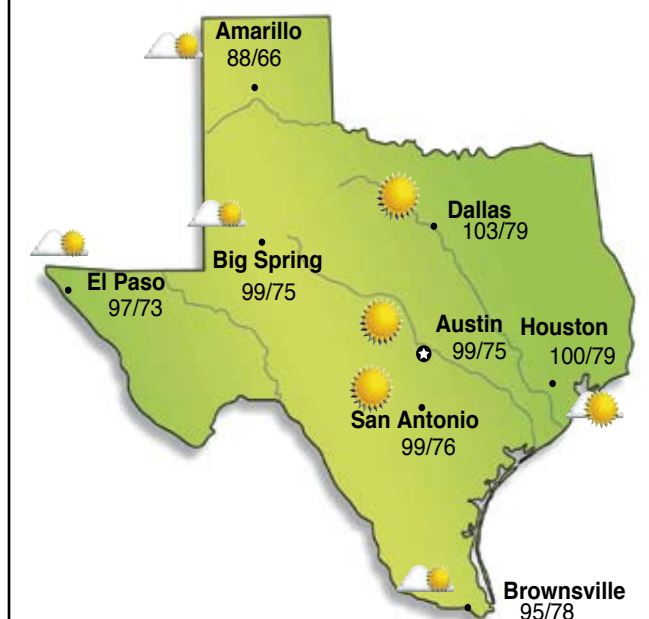 Amarillo
88/66
Dallas
103/79
Big Spring
99/75
El Paso
97/73
Austin
99/75
Houston
100/79
San Antonio
99/76
Brownsville
95/78